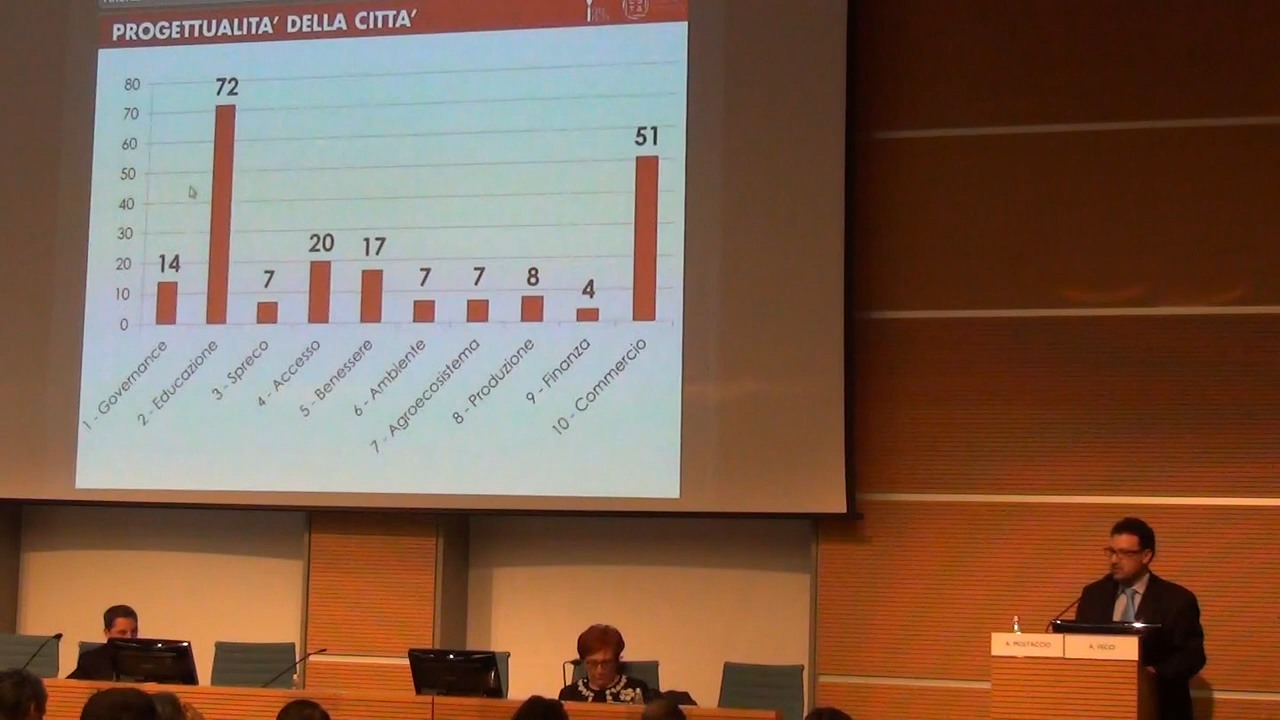 PROGETTUALITA' DELLA CITTA'
80
70
60
50
40
30
20
10
0
14
72
7
20
17
7
7
8
4
51
1 - Governance
2 - Educazione
3 - Spreco
4 - Accesso
5 - Benessere
6 - Ambiente
7 - Agroecosistema
8 - Produzione
9 - Finanza
10 - Commercio
A. MOSTACCIO
A. VECCI